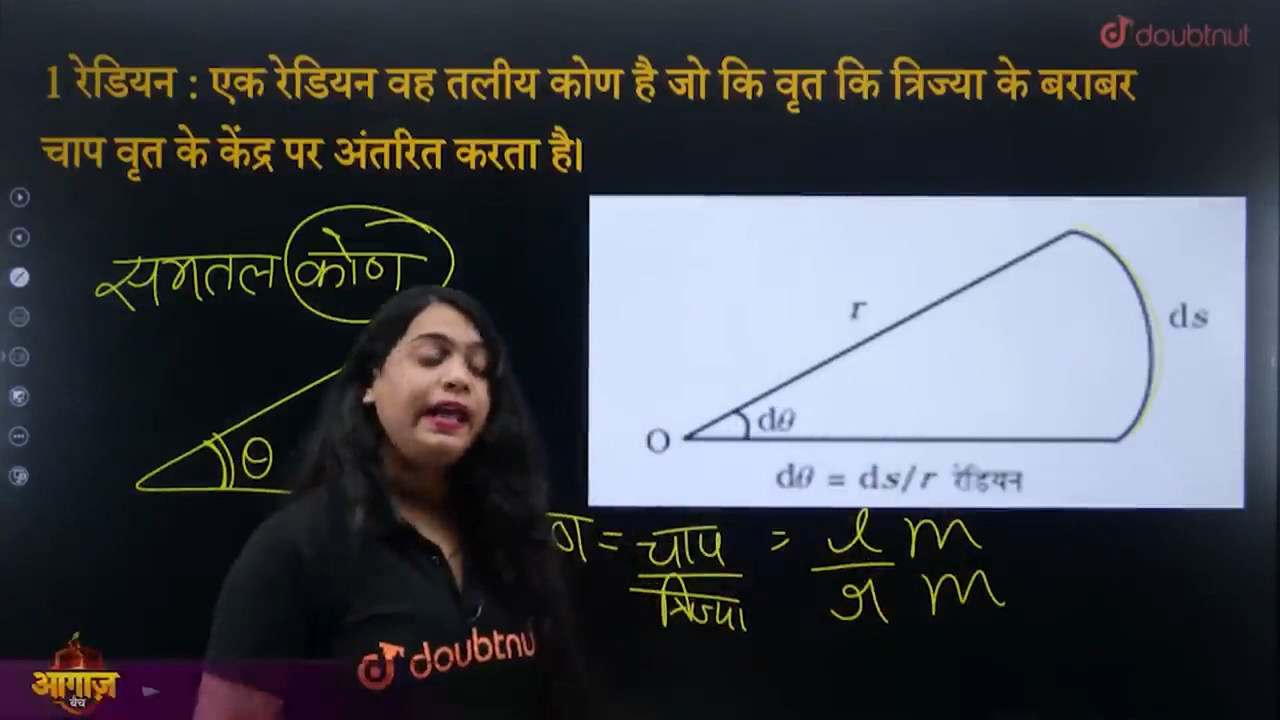 doubtnut
1 रेडियन : एक रेडियन वह तलीय कोण है जो कि वृत कि त्रिज्या के बराबर
चाप वृत के केंद्र पर अंतरित करता है।
समतल कोण
θ
r
ds
O
dθ
dθ = ds/r रेडियन
ण = चाप / त्रिज्या = l m / r m
doubtnu
आगाज़
बैच